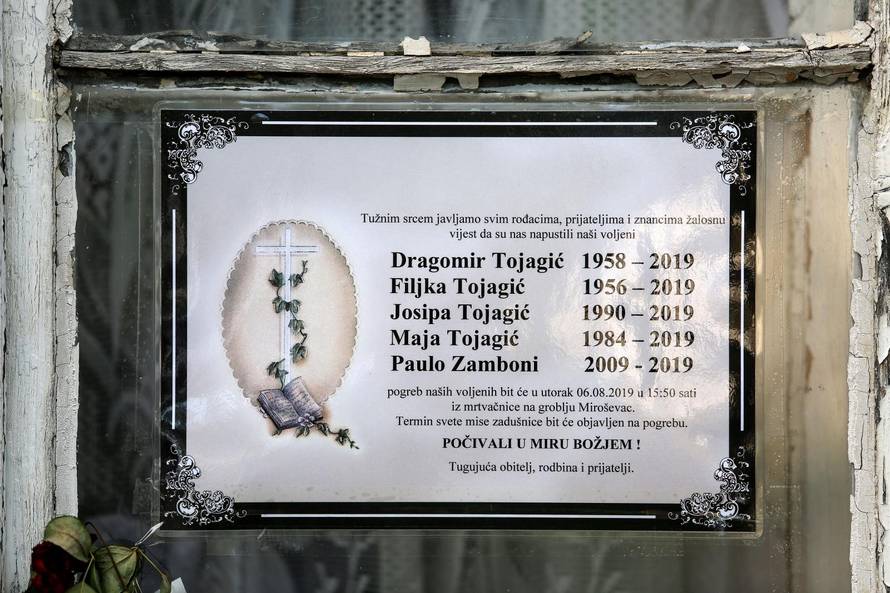 Tužnim srcem javljamo svim rođacima, prijateljima i znancima žalosnu
vijest da su nas napustili naši voljeni
Dragomir Tojagić 1958 – 2019
Filjka Tojagić 1956 – 2019
Josipa Tojagić 1990 – 2019
Maja Tojagić 1984 – 2019
Paulo Zamboni 2009 - 2019
pogreb naših voljenih bit će u utorak 06.08.2019 u 15:50 sati
iz mrtvačnice na groblju Miroševac.
Termin svete mise zadušnice bit će objavljen na pogrebu.
POČIVALI U MIRU BOŽJEM !
Tugujuća obitelj, rodbina i prijatelji.